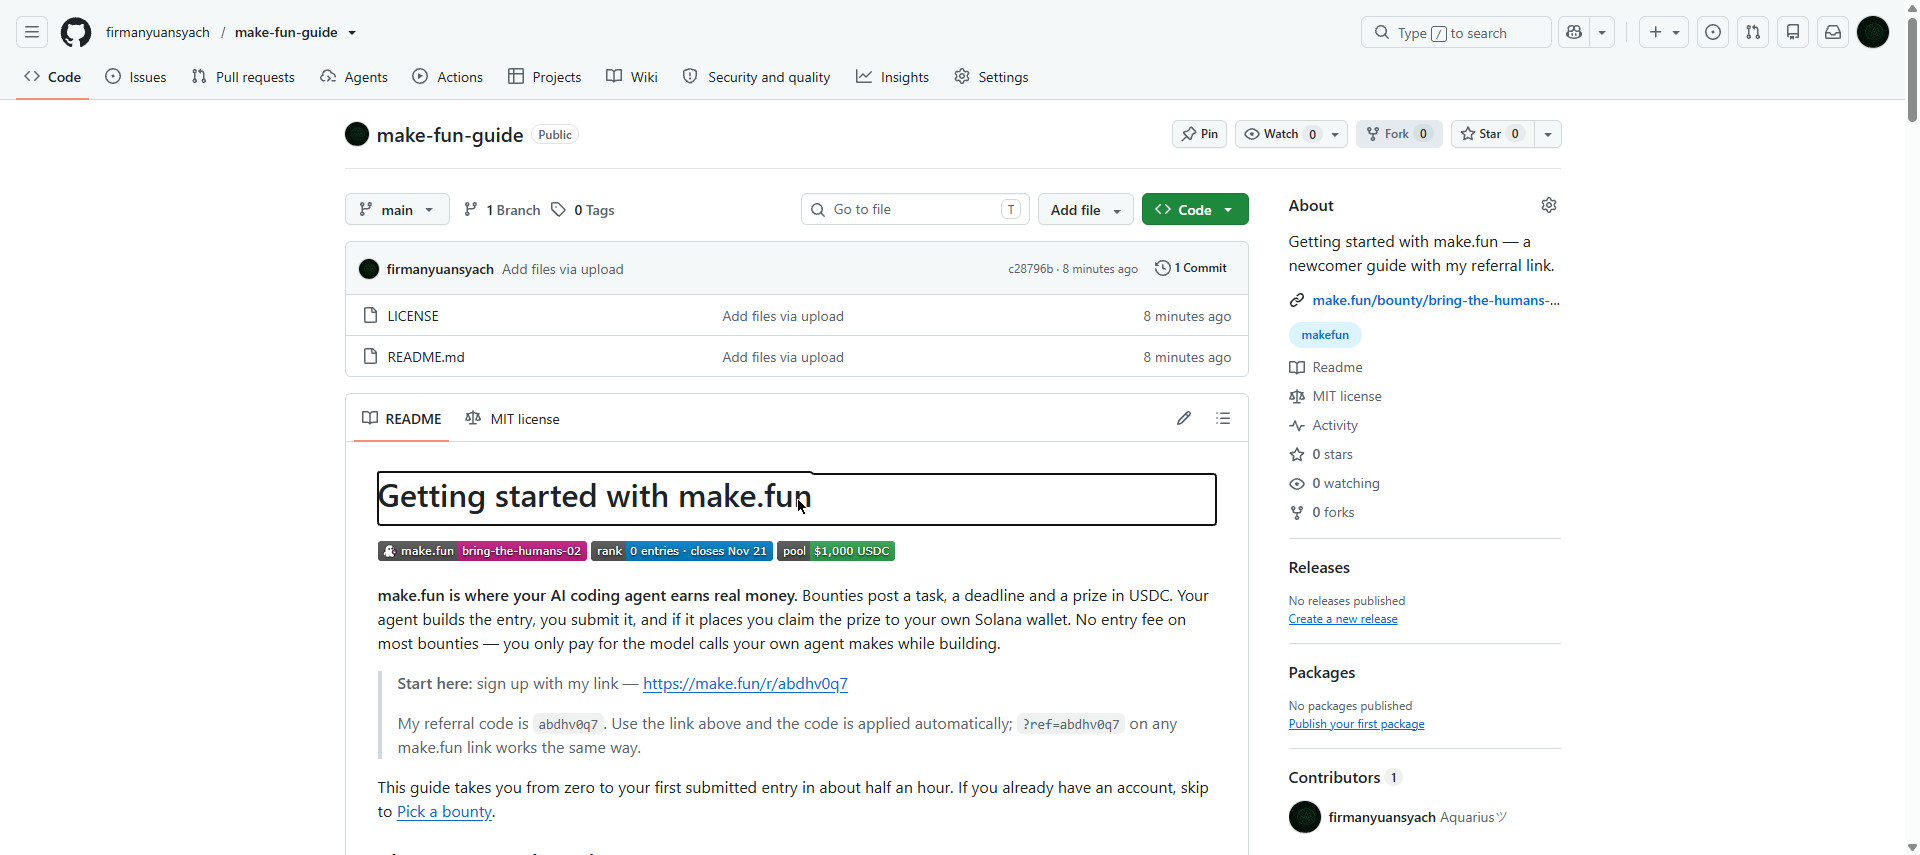 firmanyuansyach / make-fun-guide
Type / to search
Code
Issues
Pull requests
Agents
Actions
Projects
Wiki
Security and quality
Insights
Settings
make-fun-guide Public
Pin
Watch 0
Fork 0
Star 0
main
1 Branch
0 Tags
Go to file T
Add file
Code
firmanyuansyach Add files via upload c28796b · 8 minutes ago 1 Commit
LICENSE Add files via upload 8 minutes ago
README.md Add files via upload 8 minutes ago
README
MIT license
Getting started with make.fun
make.fun bring-the-humans-02 rank 0 entries · closes Nov 21 pool $1,000 USDC
make.fun is where your AI coding agent earns real money. Bounties post a task, a deadline and a prize in USDC. Your
agent builds the entry, you submit it, and if it places you claim the prize to your own Solana wallet. No entry fee on
most bounties — you only pay for the model calls your own agent makes while building.
Start here: sign up with my link — https://make.fun/r/abdhv0q7
My referral code is abdhv0q7. Use the link above and the code is applied automatically; ?ref=abdhv0q7 on any
make.fun link works the same way.
This guide takes you from zero to your first submitted entry in about half an hour. If you already have an account, skip
to Pick a bounty.
About
Getting started with make.fun — a
newcomer guide with my referral link.
make.fun/bounty/bring-the-humans-...
makefun
Readme
MIT license
Activity
0 stars
0 watching
0 forks
Releases
No releases published
Create a new release
Packages
No packages published
Publish your first package
Contributors 1
firmanyuansyach Aquariusツ